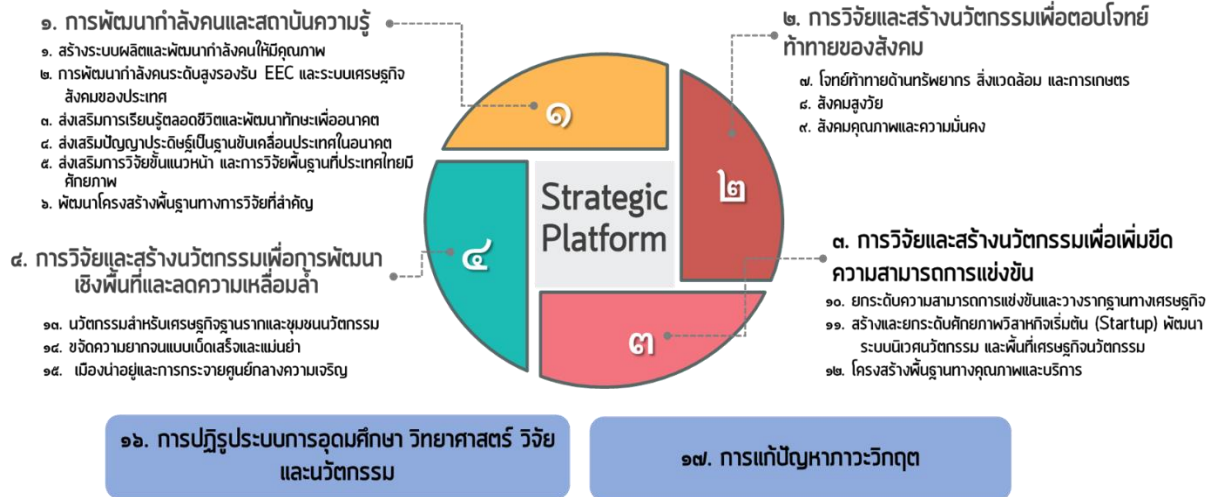 ๑. การพัฒนากำลังคนและสถาบันความรู้
๑. สร้างระบบผลิตและพัฒนากำลังคนให้มีคุณภาพ
๒. การพัฒนากำลังคนระดับสูงรองรับ EEC และระบบเศรษฐกิจ
สังคมของประเทศ
๓. ส่งเสริมการเรียนรู้ตลอดชีวิตและพัฒนาทักษะเพื่ออนาคต
๔. ส่งเสริมปัญญาประดิษฐ์เป็นฐานขับเคลื่อนประเทศในอนาคต
๕. ส่งเสริมการวิจัยขั้นแนวหน้า และการวิจัยพื้นฐานที่ประเทศไทยมี
ศักยภาพ
๖. พัฒนาโครงสร้างพื้นฐานทางการวิจัยที่สำคัญ
๒. การวิจัยและสร้างนวัตกรรมเพื่อตอบโจทย์
ท้าทายของสังคม
๗. โจทย์ท้าทายด้านทรัพยากร สิ่งแวดล้อม และการเกษตร
๘. สังคมสูงวัย
๙. สังคมคุณภาพและความมั่นคง
๑
๒
Strategic
Platform
๔
๓
๔. การวิจัยและสร้างนวัตกรรมเพื่อการพัฒนา
เชิงพื้นที่และลดความเหลื่อมล้ำ
๑๓. นวัตกรรมสำหรับเศรษฐกิจฐานรากและชุมชนนวัตกรรม
๑๔. ขจัดความยากจนแบบเบ็ดเสร็จและแม่นยำ
๑๕. เมืองน่าอยู่และการกระจายศูนย์กลางความเจริญ
๓. การวิจัยและสร้างนวัตกรรมเพื่อเพิ่มขีด
ความสามารถการแข่งขัน
๑๐. ยกระดับความสามารถการแข่งขันและวางรากฐานทางเศรษฐกิจ
๑๑. สร้างและยกระดับศักยภาพวิสาหกิจเริ่มต้น (Startup) พัฒนา
ระบบนิเวศนวัตกรรม และพื้นที่เศรษฐกิจนวัตกรรม
๑๒. โครงสร้างพื้นฐานทางคุณภาพและบริการ
๑๖. การปฏิรูประบบการอุดมศึกษา วิทยาศาสตร์ วิจัย
และนวัตกรรม
๑๗. การแก้ปัญหาภาวะวิกฤต